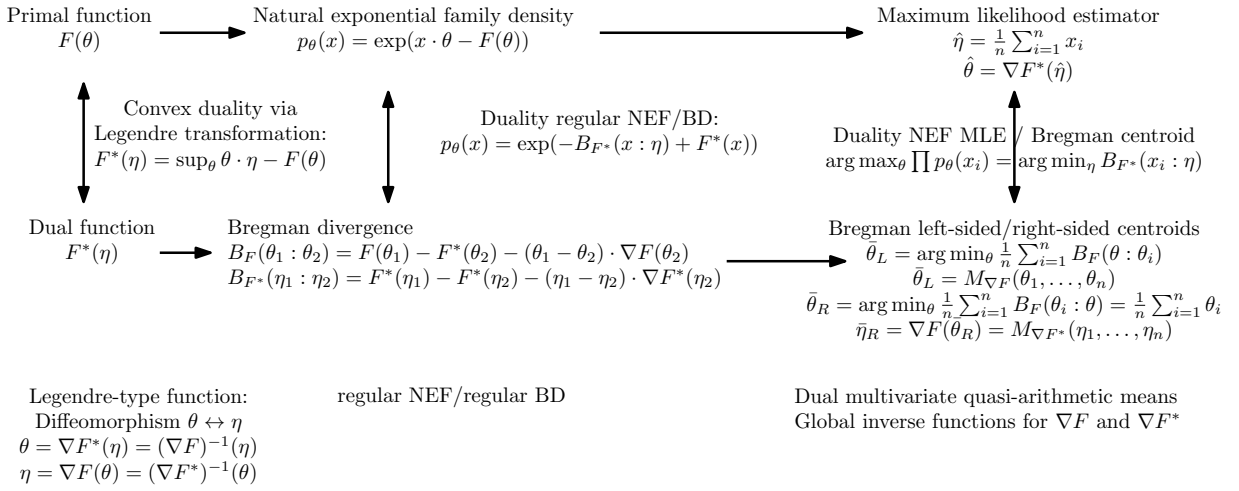 Primal function
F(θ)
Natural exponential family density
p_θ(x) = exp(x · θ − F(θ))
Maximum likelihood estimator
η̂ = 1/n ∑_{i=1}^n x_i
θ̂ = ∇F*(η̂)
Convex duality via
Legendre transformation:
F*(η) = sup_θ θ · η − F(θ)
Duality regular NEF/BD:
p_θ(x) = exp(−B_{F*}(x : η) + F*(x))
Duality NEF MLE / Bregman centroid
arg max_θ ∏ p_θ(x_i) = arg min_η B_{F*}(x_i : η)
Dual function
F*(η)
Bregman divergence
B_F(θ_1 : θ_2) = F(θ_1) − F*(θ_2) − (θ_1 − θ_2) · ∇F(θ_2)
B_{F*}(η_1 : η_2) = F*(η_1) − F*(η_2) − (η_1 − η_2) · ∇F*(η_2)
Bregman left-sided/right-sided centroids
θ̄_L = arg min_θ 1/n ∑_{i=1}^n B_F(θ : θ_i)
θ̄_L = M_{∇F}(θ_1, . . . , θ_n)
θ̄_R = arg min_θ 1/n ∑_{i=1}^n B_F(θ_i : θ) = 1/n ∑_{i=1}^n θ_i
η̄_R = ∇F(θ̄_R) = M_{∇F*}(η_1, . . . , η_n)
Legendre-type function:
Diffeomorphism θ ↔ η
θ = ∇F*(η) = (∇F)^{−1}(η)
η = ∇F(θ) = (∇F*)^{−1}(θ)
regular NEF/regular BD
Dual multivariate quasi-arithmetic means
Global inverse functions for ∇F and ∇F*